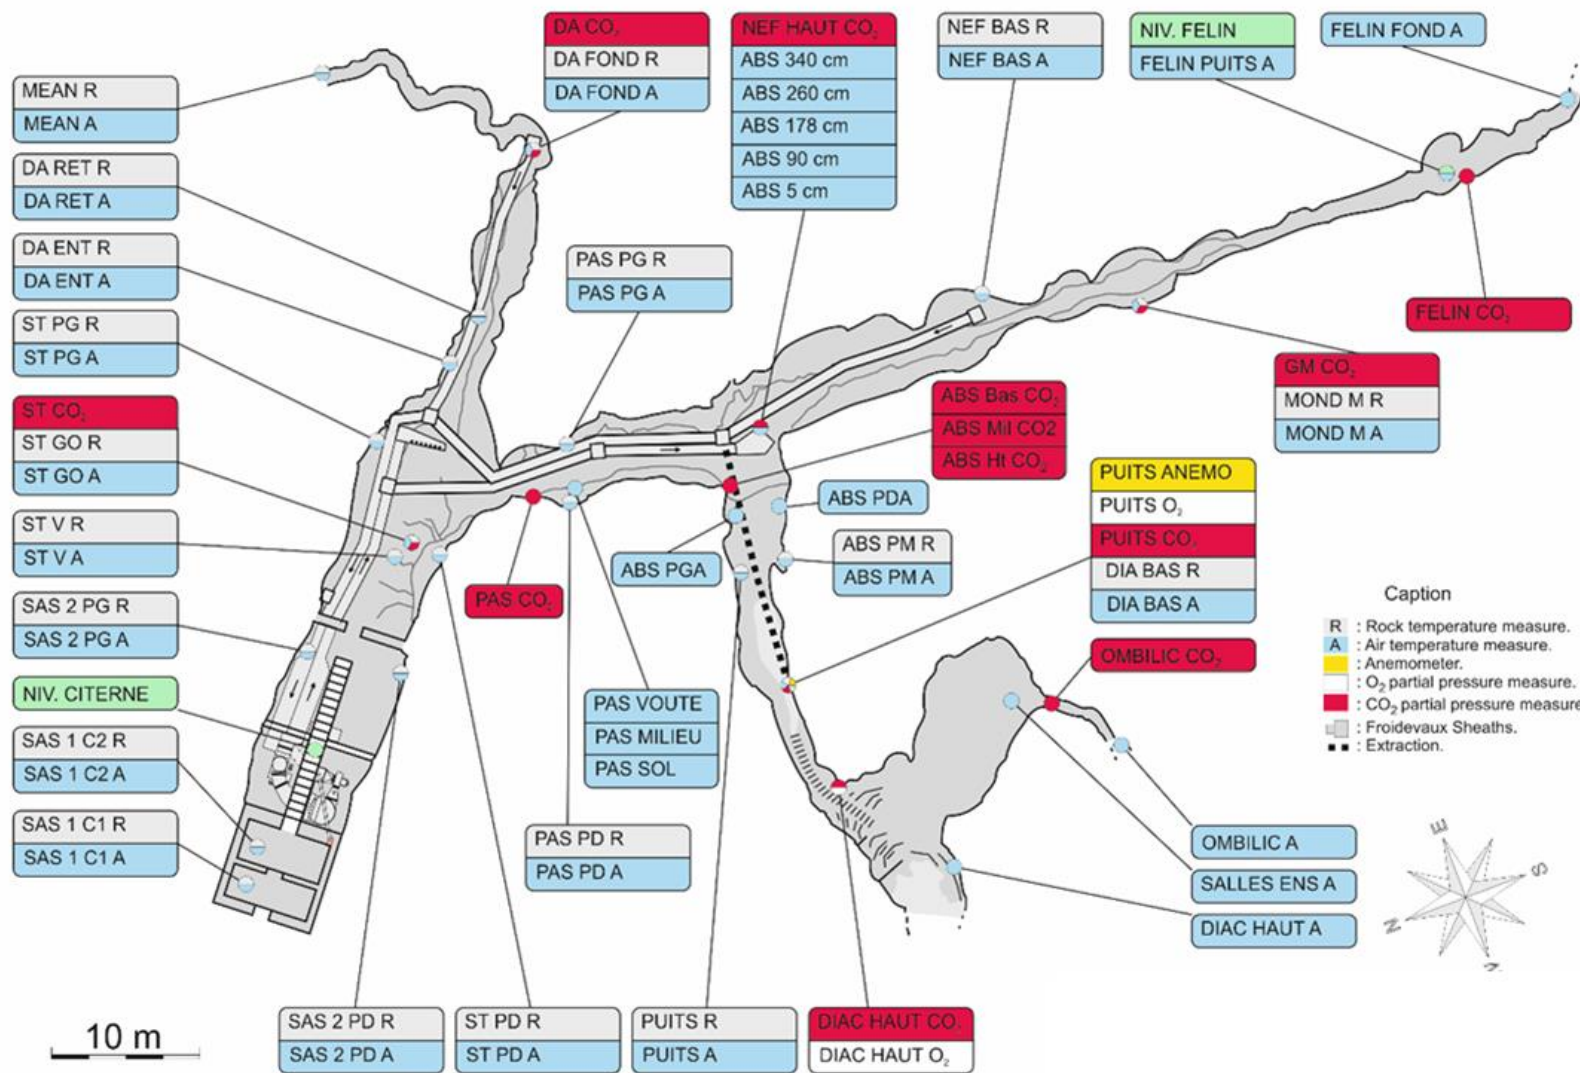 DA CO₂
DA FOND R
DA FOND A
NEF HAUT CO₂
ABS 340 cm
ABS 260 cm
ABS 178 cm
ABS 90 cm
ABS 5 cm
NEF BAS R
NEF BAS A
NIV. FELIN
FELIN PUITS A
FELIN FOND A
MEAN R
MEAN A
DA RET R
DA RET A
DA ENT R
DA ENT A
ST PG R
ST PG A
ST CO₂
ST GO R
ST GO A
ST V R
ST V A
SAS 2 PG R
SAS 2 PG A
NIV. CITERNE
SAS 1 C2 R
SAS 1 C2 A
SAS 1 C1 R
SAS 1 C1 A
PAS PG R
PAS PG A
FELIN CO₂
GM CO₂
MOND M R
MOND M A
ABS Bas CO₂
ABS Mil CO2
ABS Ht CO₂
ABS PDA
ABS PM R
ABS PM A
ABS PGA
PAS CO₂
PUITS ANEMO
PUITS O₂
PUITS CO₂
DIA BAS R
DIA BAS A
OMBILIC CO₂
PAS VOUTE
PAS MILIEU
PAS SOL
PAS PD R
PAS PD A
OMBILIC A
SALLES ENS A
DIAC HAUT A
SAS 2 PD R
SAS 2 PD A
ST PD R
ST PD A
PUITS R
PUITS A
DIAC HAUT CO₂
DIAC HAUT O₂
Caption
R : Rock temperature measure.
A : Air temperature measure.
: Anemometer.
: O₂ partial pressure measure.
: CO₂ partial pressure measure
: Froidevaux Sheaths.
: Extraction.
E
S
N
10 m